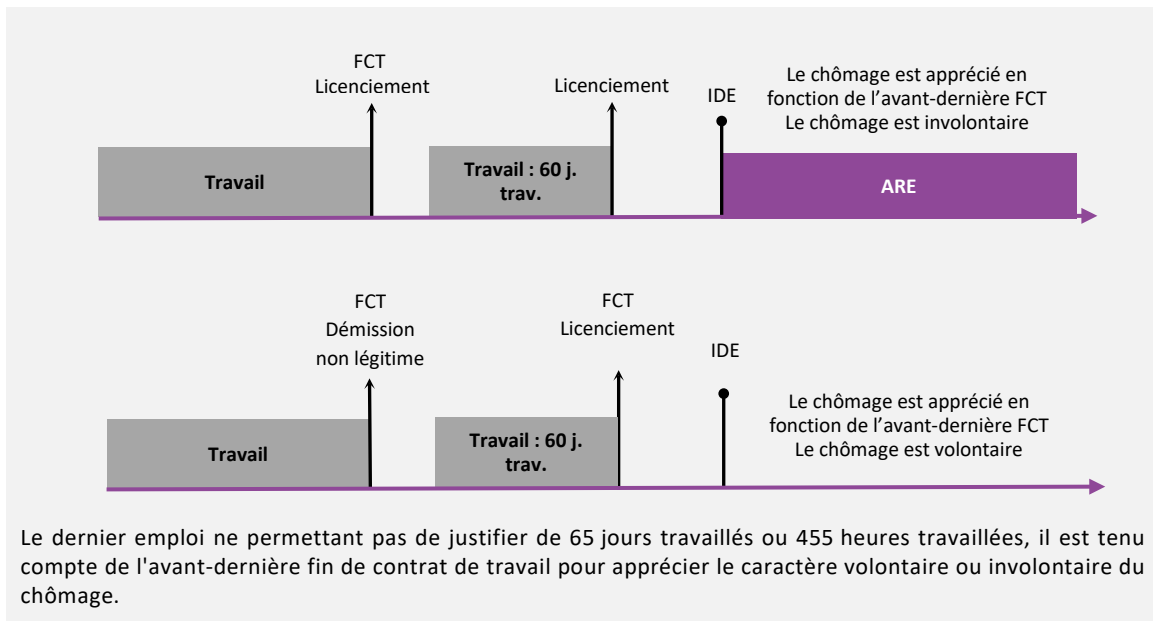 FCT
Licenciement
Licenciement
IDE
Le chômage est apprécié en
fonction de l’avant-dernière FCT
Le chômage est involontaire
Travail
Travail : 60 j.
trav.
ARE
FCT
Démission
non légitime
FCT
Licenciement
IDE
Le chômage est apprécié en
fonction de l’avant-dernière FCT
Le chômage est volontaire
Travail
Travail : 60 j.
trav.
Le dernier emploi ne permettant pas de justifier de 65 jours travaillés ou 455 heures travaillées, il est tenu
compte de l'avant-dernière fin de contrat de travail pour apprécier le caractère volontaire ou involontaire du
chômage.